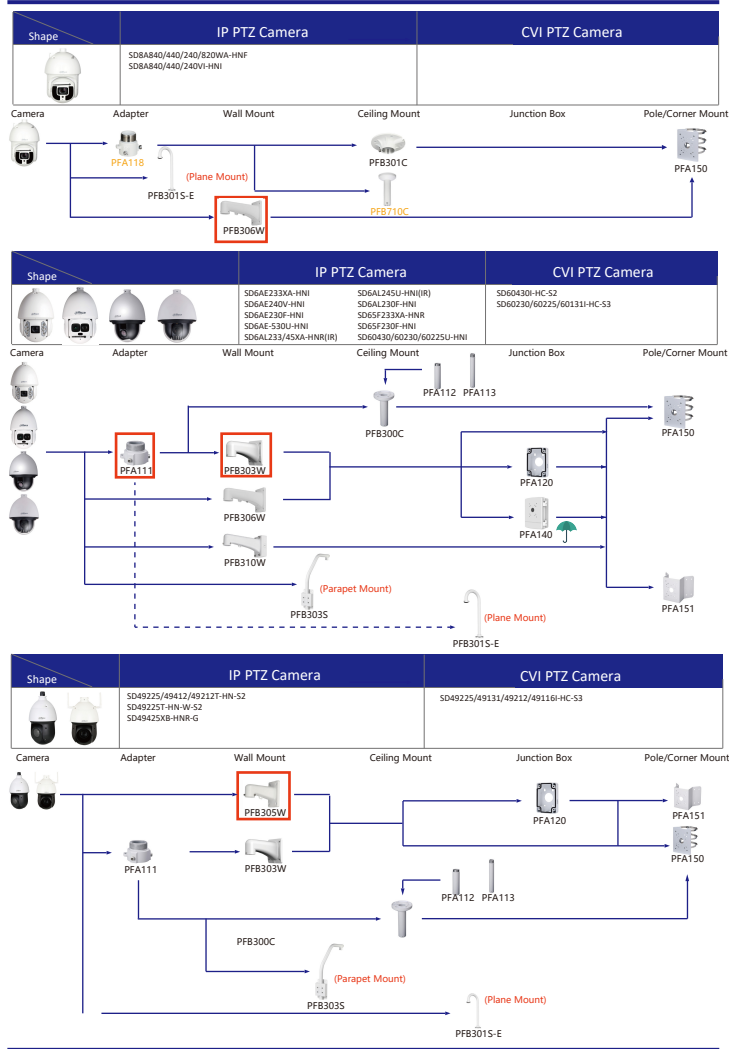 Shape IP PTZ Camera CVI PTZ Camera
SD8A840/440/240/820WA-HNF
SD8A840/440/240VI-HNI
Camera Adapter Wall Mount Ceiling Mount Junction Box Pole/Corner Mount
PFA118
PFB301C
PFA150
(Plane Mount)
PFB301S-E
PFB710C
PFB306W
Shape IP PTZ Camera CVI PTZ Camera
SD6AE233XA-HNI SD6AL245U-HNI(IR) SD60430I-HC-S2
SD6AE240V-HNI SD6AL230F-HNI SD60230/60225/60131I-HC-S3
SD6AE230F-HNI SD65F233XA-HNR
SD6AE-530U-HNI SD65F230F-HNI
SD6AL233/45XA-HNR(IR) SD60430/60230/60225U-HNI
Camera Adapter Wall Mount Ceiling Mount Junction Box Pole/Corner Mount
PFA112 PFA113
PFB300C
PFA150
PFA111
PFB303W
PFA120
PFB306W
PFA140
PFB310W
(Parapet Mount)
PFB303S
PFA151
(Plane Mount)
PFB301S-E
Shape IP PTZ Camera CVI PTZ Camera
SD49225/49412/49212T-HN-S2 SD49225/49131/49212/49116I-HC-S3
SD49225T-HN-W-S2
SD49425XB-HNR-G
Camera Adapter Wall Mount Ceiling Mount Junction Box Pole/Corner Mount
PFB305W
PFA120
PFA151
PFA111
PFB303W
PFA150
PFA112 PFA113
PFB300C
(Parapet Mount)
PFB303S
(Plane Mount)
PFB301S-E